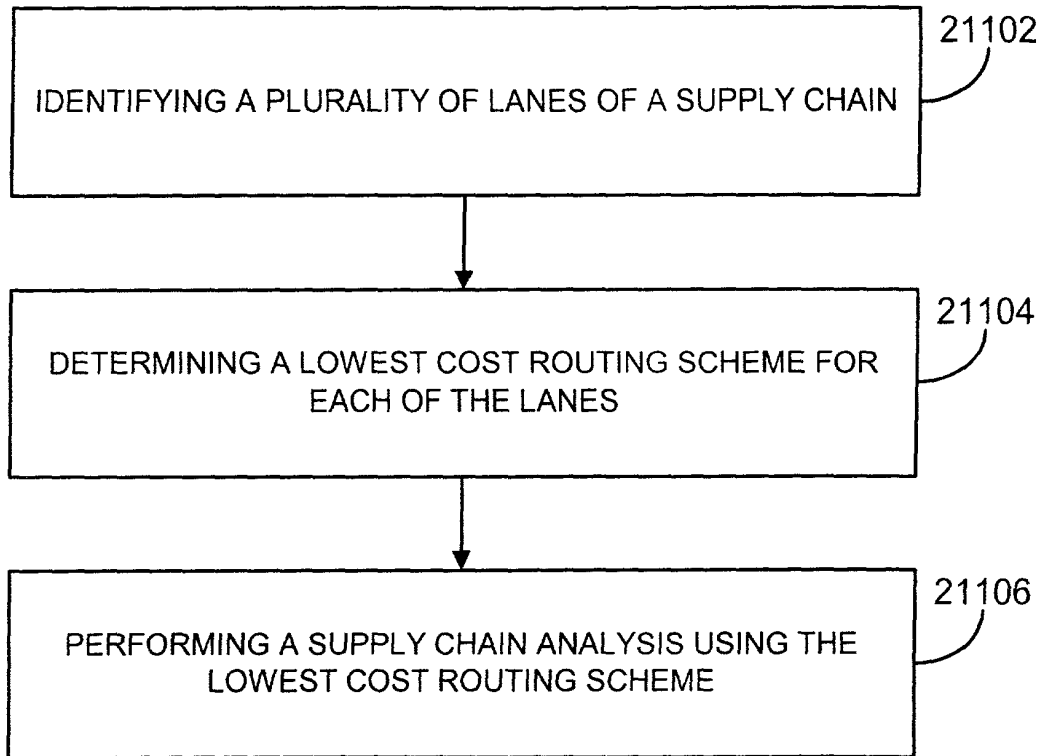 21102
IDENTIFYING A PLURALITY OF LANES OF A SUPPLY CHAIN
21104
DETERMINING A LOWEST COST ROUTING SCHEME FOR
EACH OF THE LANES
21106
PERFORMING A SUPPLY CHAIN ANALYSIS USING THE
LOWEST COST ROUTING SCHEME